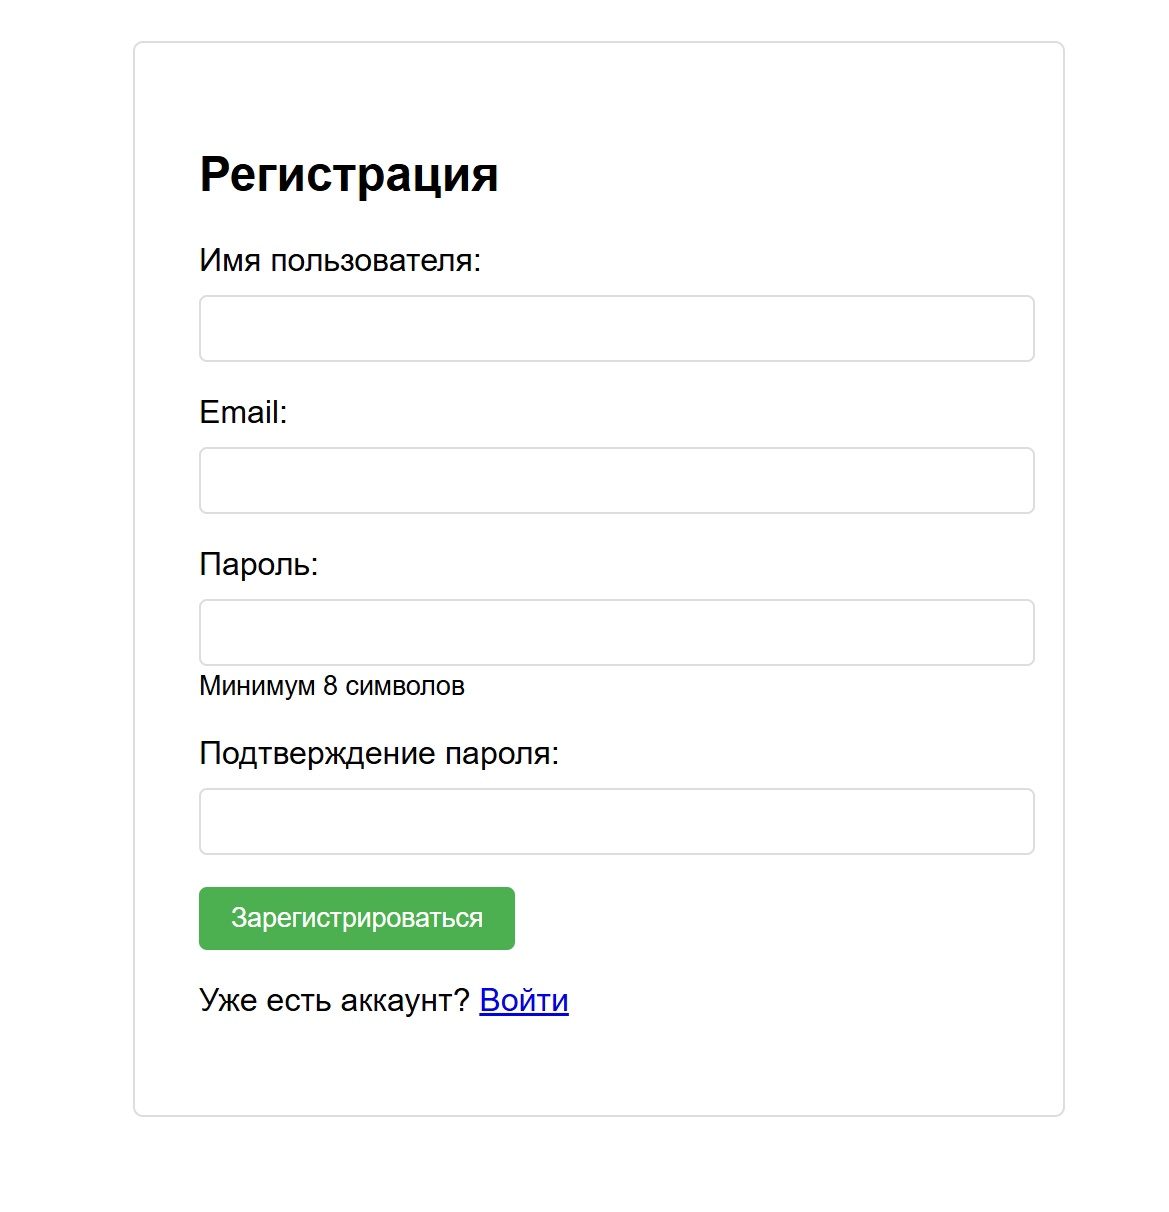 Регистрация
Имя пользователя:
Email:
Пароль:
Минимум 8 символов
Подтверждение пароля:
Зарегистрироваться
Уже есть аккаунт? Войти